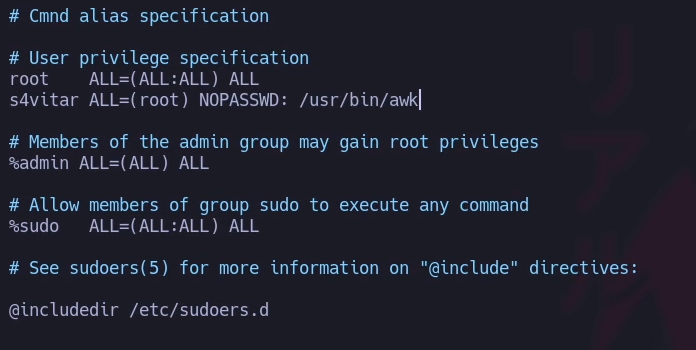 # Cmnd alias specification
# User privilege specification
root    ALL=(ALL:ALL) ALL
s4vitar ALL=(root) NOPASSWD: /usr/bin/awk
# Members of the admin group may gain root privileges
%admin ALL=(ALL) ALL
# Allow members of group sudo to execute any command
%sudo   ALL=(ALL:ALL) ALL
# See sudoers(5) for more information on "@include" directives:
@includedir /etc/sudoers.d
リアル